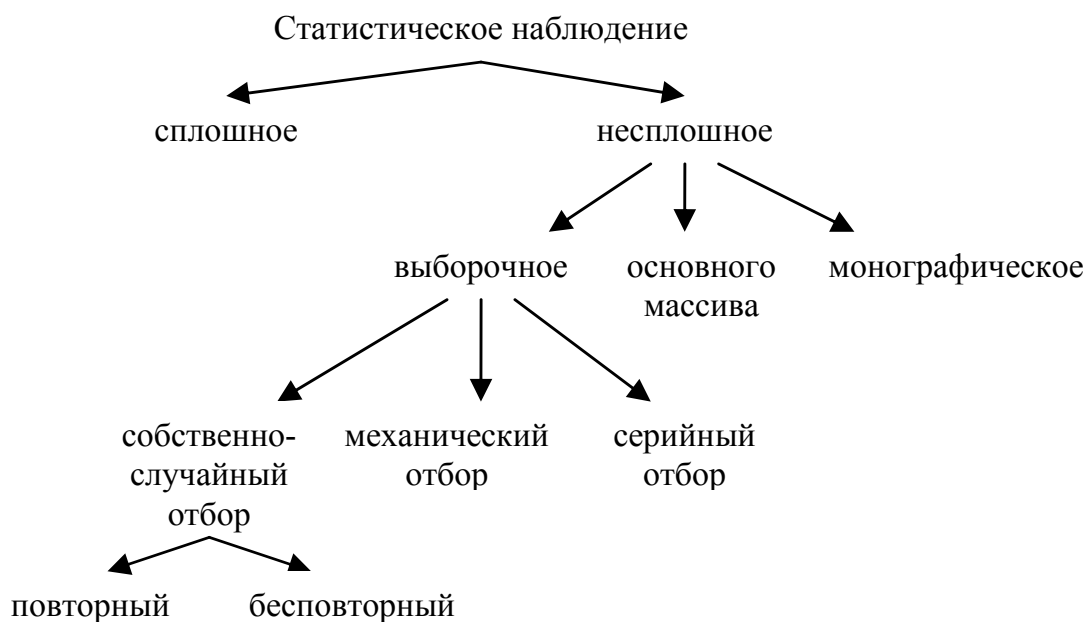 Статистическое наблюдение
сплошное
несплошное
выборочное
основного
массива
монографическое
собственно-
случайный
отбор
механический
отбор
серийный
отбор
повторный
бесповторный